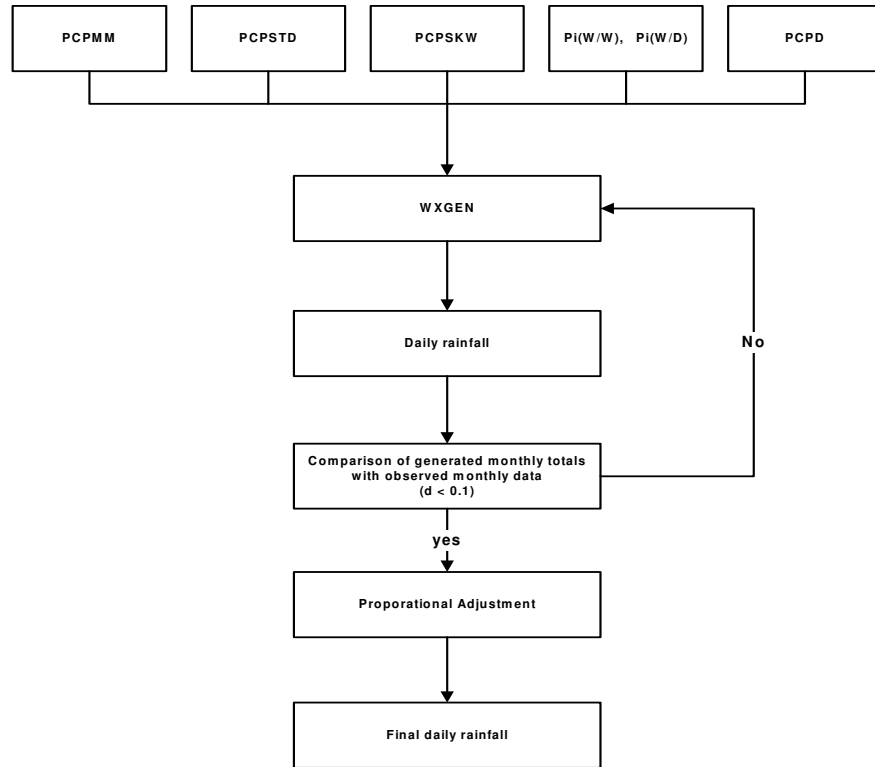 PCPMM
PCPSTD
PCPSKW
Pi(W/W), Pi(W/D)
PCPD
WXGEN
Daily rainfall
No
Comparison of generated monthly totals
with observed monthly data
(d < 0.1)
yes
Proporational Adjustment
Final daily rainfall